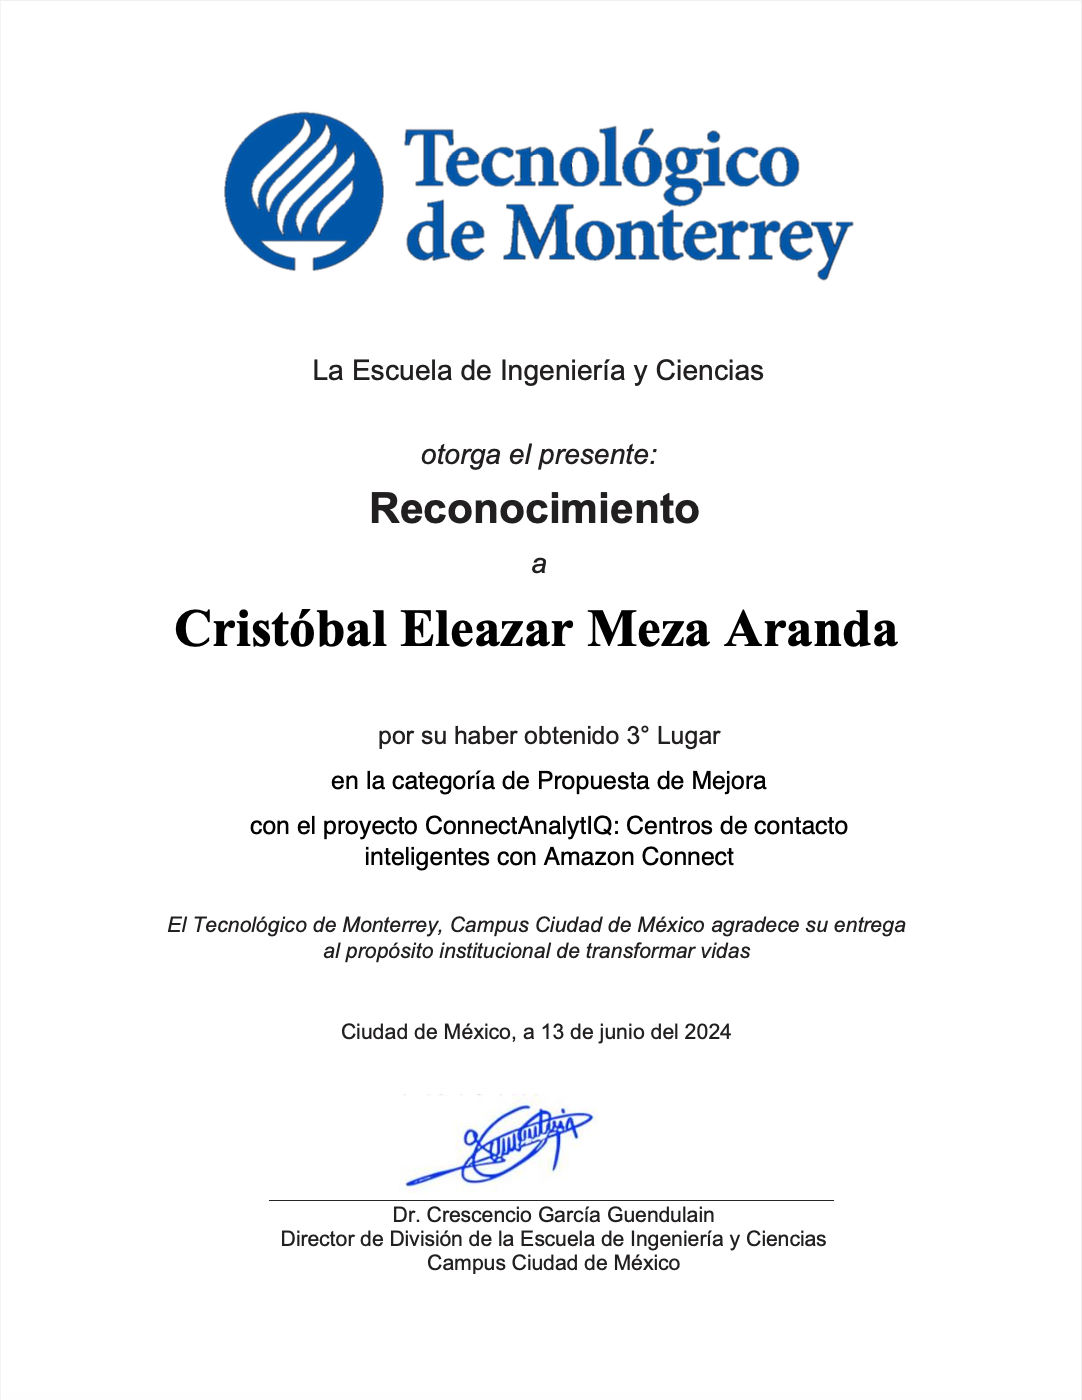 Tecnológico
de Monterrey
La Escuela de Ingeniería y Ciencias
otorga el presente:
Reconocimiento
a
Cristóbal Eleazar Meza Aranda
por su haber obtenido 3° Lugar
en la categoría de Propuesta de Mejora
con el proyecto ConnectAnalytIQ: Centros de contacto
inteligentes con Amazon Connect
El Tecnológico de Monterrey, Campus Ciudad de México agradece su entrega
al propósito institucional de transformar vidas
Ciudad de México, a 13 de junio del 2024
Dr. Crescencio García Guendulain
Director de División de la Escuela de Ingeniería y Ciencias
Campus Ciudad de México